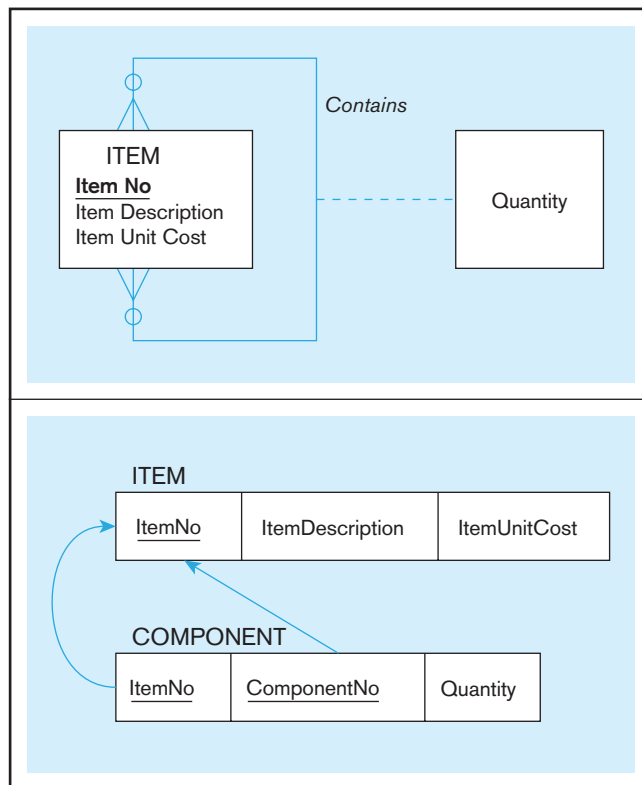 Contains
ITEM
Item No
Item Description
Item Unit Cost
Quantity
ITEM
ItemNo ItemDescription ItemUnitCost
COMPONENT
ItemNo ComponentNo Quantity